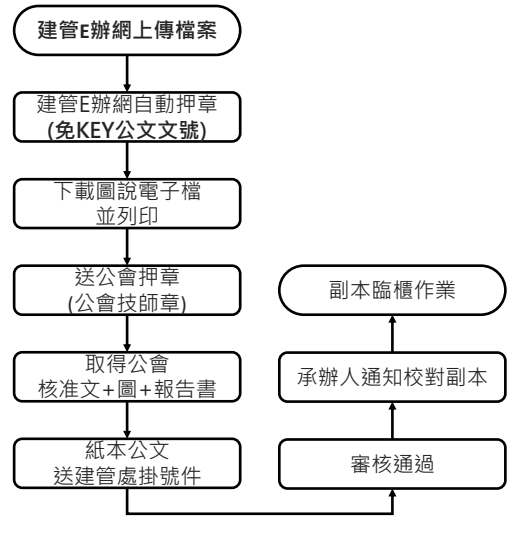 建管E辦網上傳檔案
建管E辦網自動押章
(免KEY公文文號)
下載圖說電子檔
並列印
送公會押章
(公會技師章)
取得公會
核准文+圖+報告書
紙本公文
送建管處掛號件
審核通過
承辦人通知校對副本
副本臨櫃作業